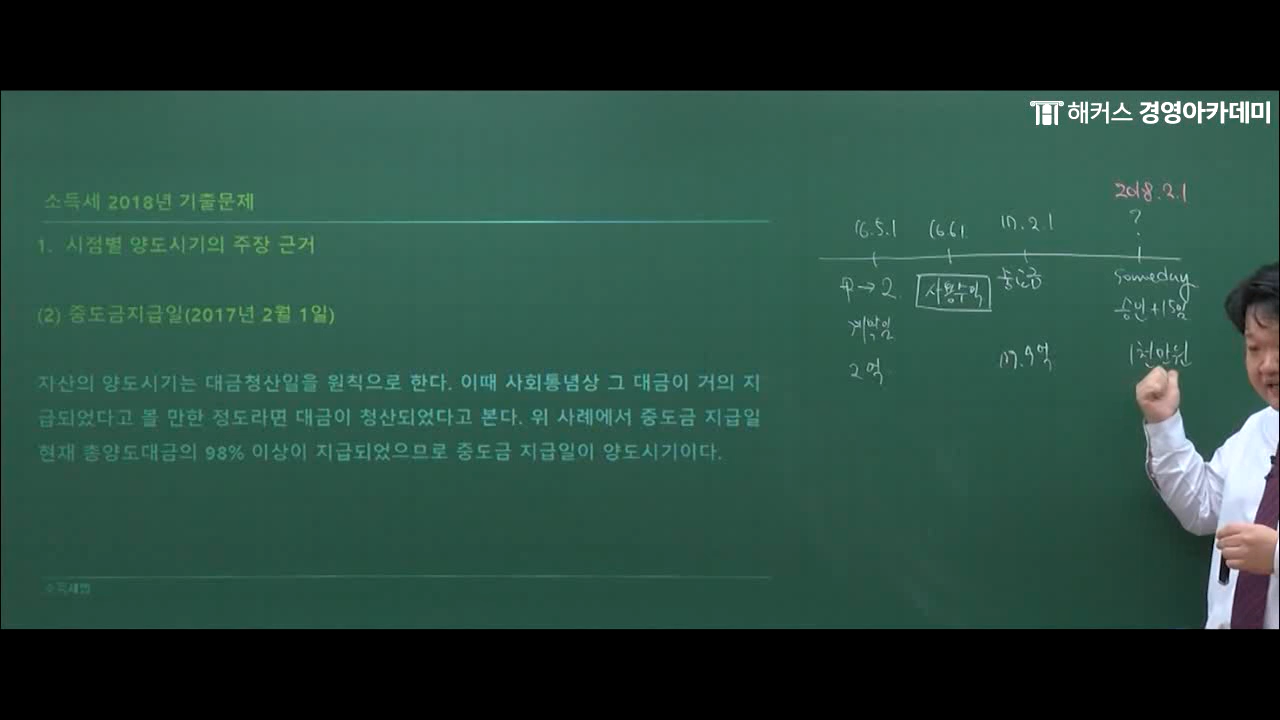 해커스 경영아카데미
소득세 2018년 기출문제
1. 시점별 양도시기의 주장 근거
(2) 중도금지급일(2017년 2월 1일)
자산의 양도시기는 대금청산일을 원칙으로 한다. 이때 사회통념상 그 대금이 거의 지
급되었다고 볼 만한 정도라면 대금이 청산되었다고 본다. 위 사례에서 중도금 지급일
현재 총양도대금의 98% 이상이 지급되었으므로 중도금 지급일이 양도시기이다.
소득세법
2018.2.1
?
16.5.1 16.6.1 17.2.1
→ 2. 사용수익 중도금 Someday
계약일 승인+15일
2억 억 1천만원